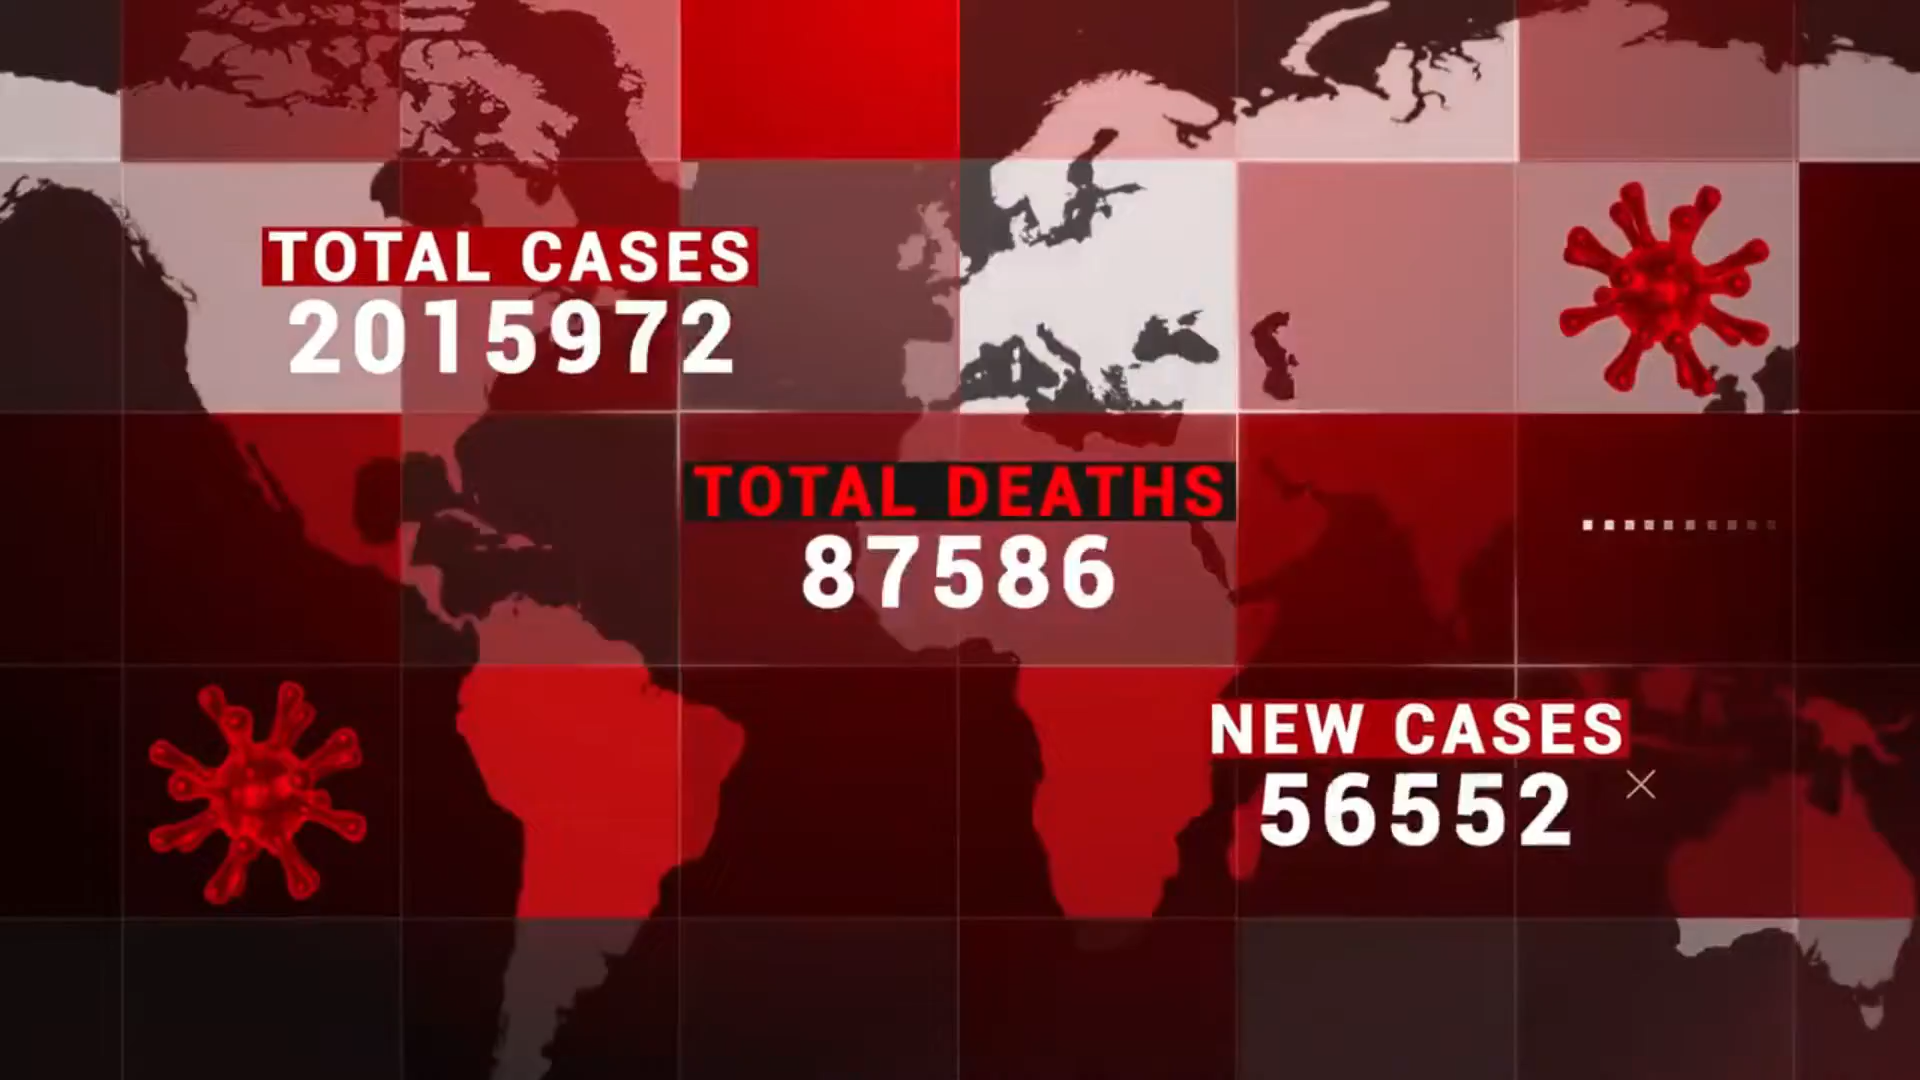 TOTAL CASES
2015972
TOTAL DEATHS
87586
NEW CASES
56552